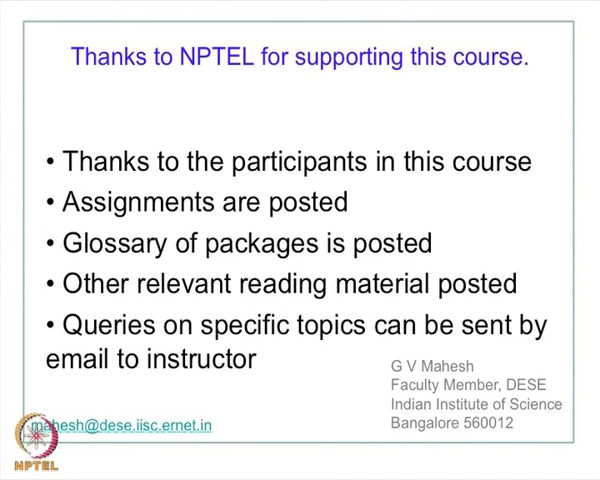 Thanks to NPTEL for supporting this course.
• Thanks to the participants in this course
• Assignments are posted
• Glossary of packages is posted
• Other relevant reading material posted
• Queries on specific topics can be sent by
email to instructor
G V Mahesh
Faculty Member, DESE
Indian Institute of Science
Bangalore 560012
mahesh@dese.iisc.ernet.in
NPTEL